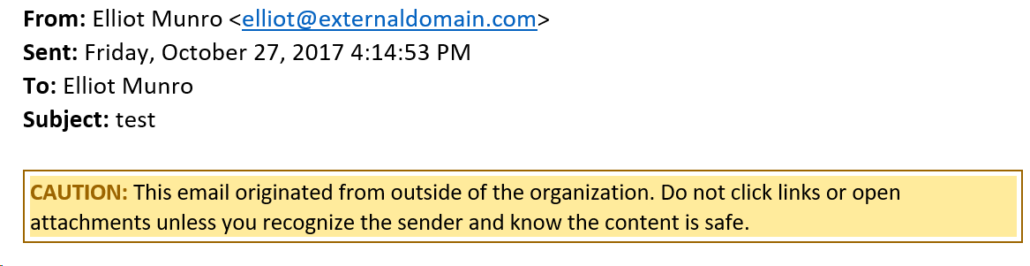 From: Elliot Munro <elliot@externaldomain.com>
Sent: Friday, October 27, 2017 4:14:53 PM
To: Elliot Munro
Subject: test
CAUTION: This email originated from outside of the organization. Do not click links or open
attachments unless you recognize the sender and know the content is safe.